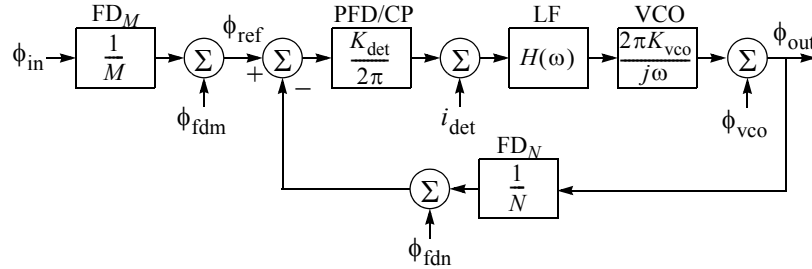 FD_M
PFD/CP
LF
VCO
ϕ_in
1/M
Σ
ϕ_ref
+
Σ
−
K_det/2π
Σ
H(ω)
2πK_vco/jω
Σ
ϕ_out
ϕ_fdm
i_det
ϕ_vco
FD_N
Σ
1/N
ϕ_fdn